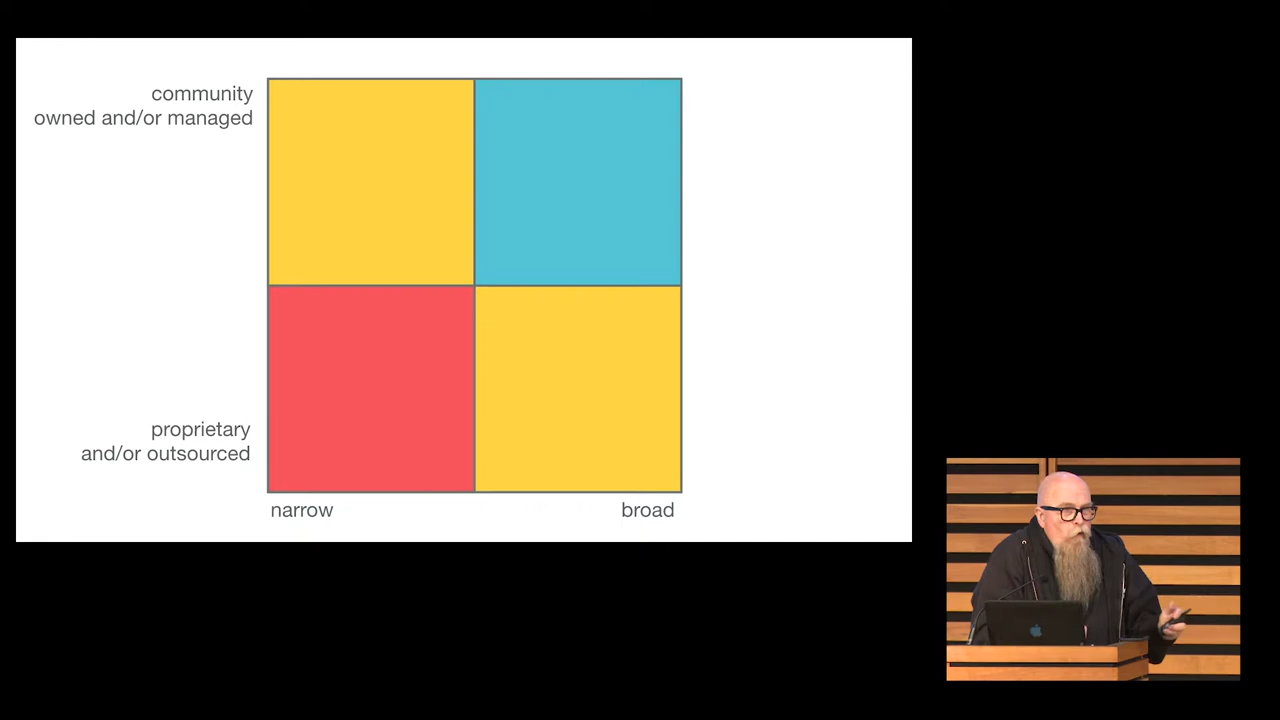 community
owned and/or managed
proprietary
and/or outsourced
narrow
broad